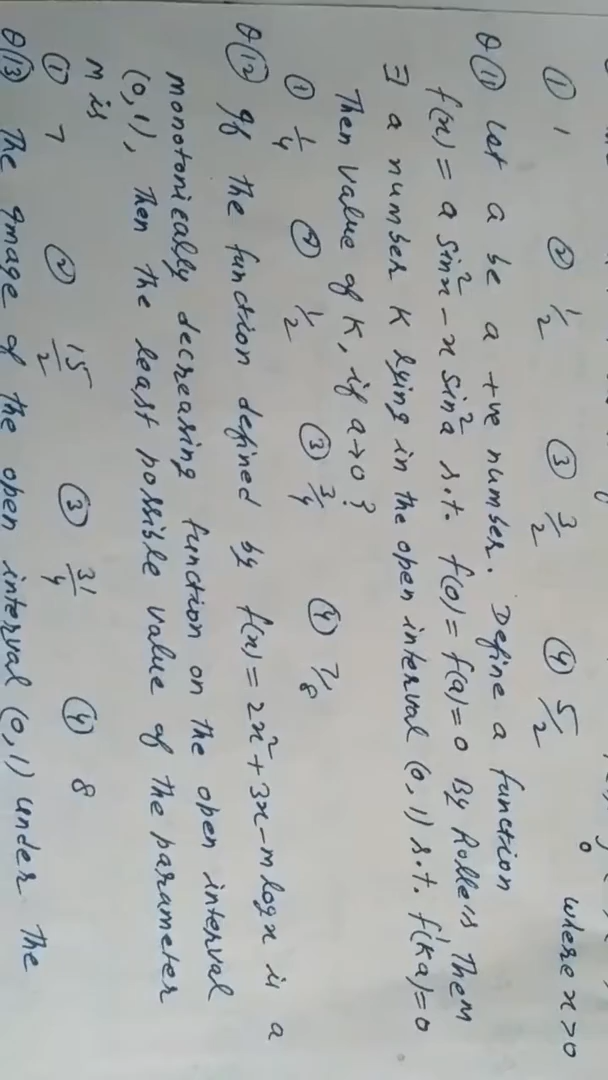 where x>0
① 1 ② 1/2 ③ 3/2 ④ 5/2
Q⑪ Let a be a +ve number. Define a function
f(x) = a sin²x - x sin²a s.t. f(0) = f(a) = 0 By Rolle's Thm
∃ a number K lying in the open interval (0,1) s.t. f'(Ka)=0
Then value of K, if a→0?
① 1/4 ② 1/2 ③ 3/4 ④ 7/8
Q⑫ If the function defined by f(x) = 2x² + 3x - m log x is a
monotonically decreasing function on the open interval
(0,1), Then the least possible value of the parameter
m is
① 7 ② 15/2 ③ 31/4 ④ 8
Q⑬ The Image of the open interval (0,1) under the